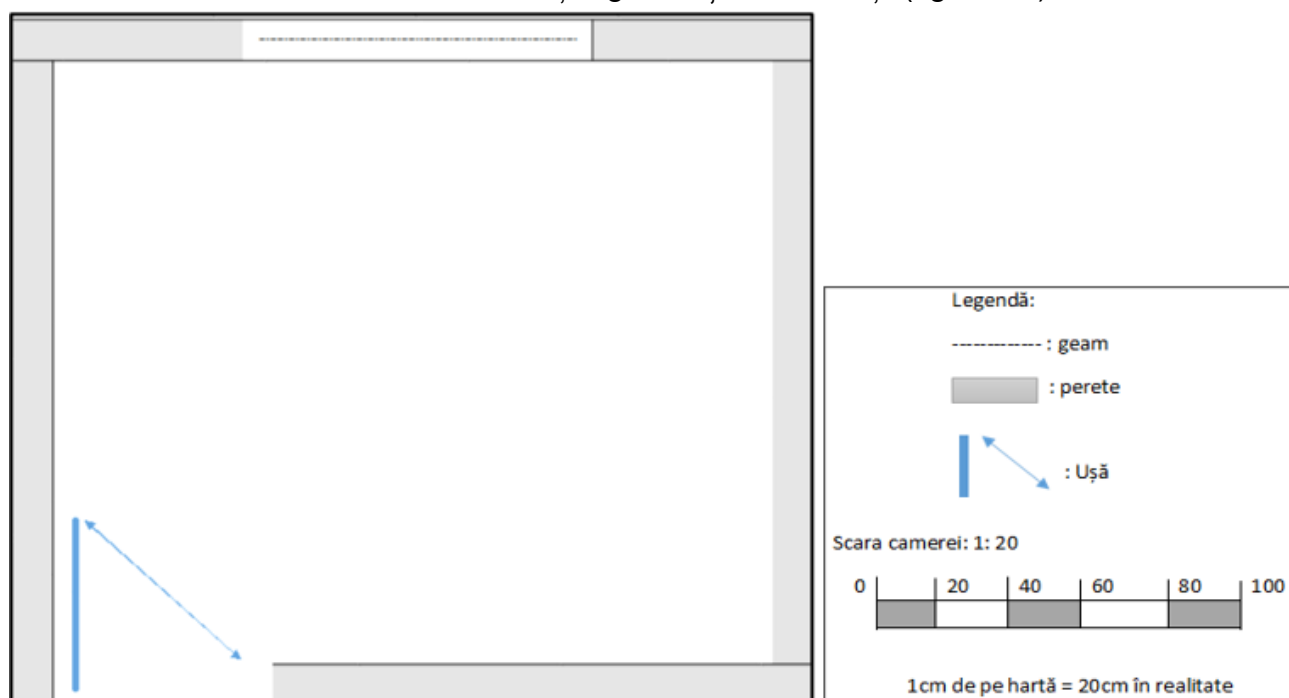 Legendă:
------------- : geam
: perete
: Ușă
Scara camerei: 1: 20
0 20 40 60 80 100
1cm de pe hartă = 20cm în realitate